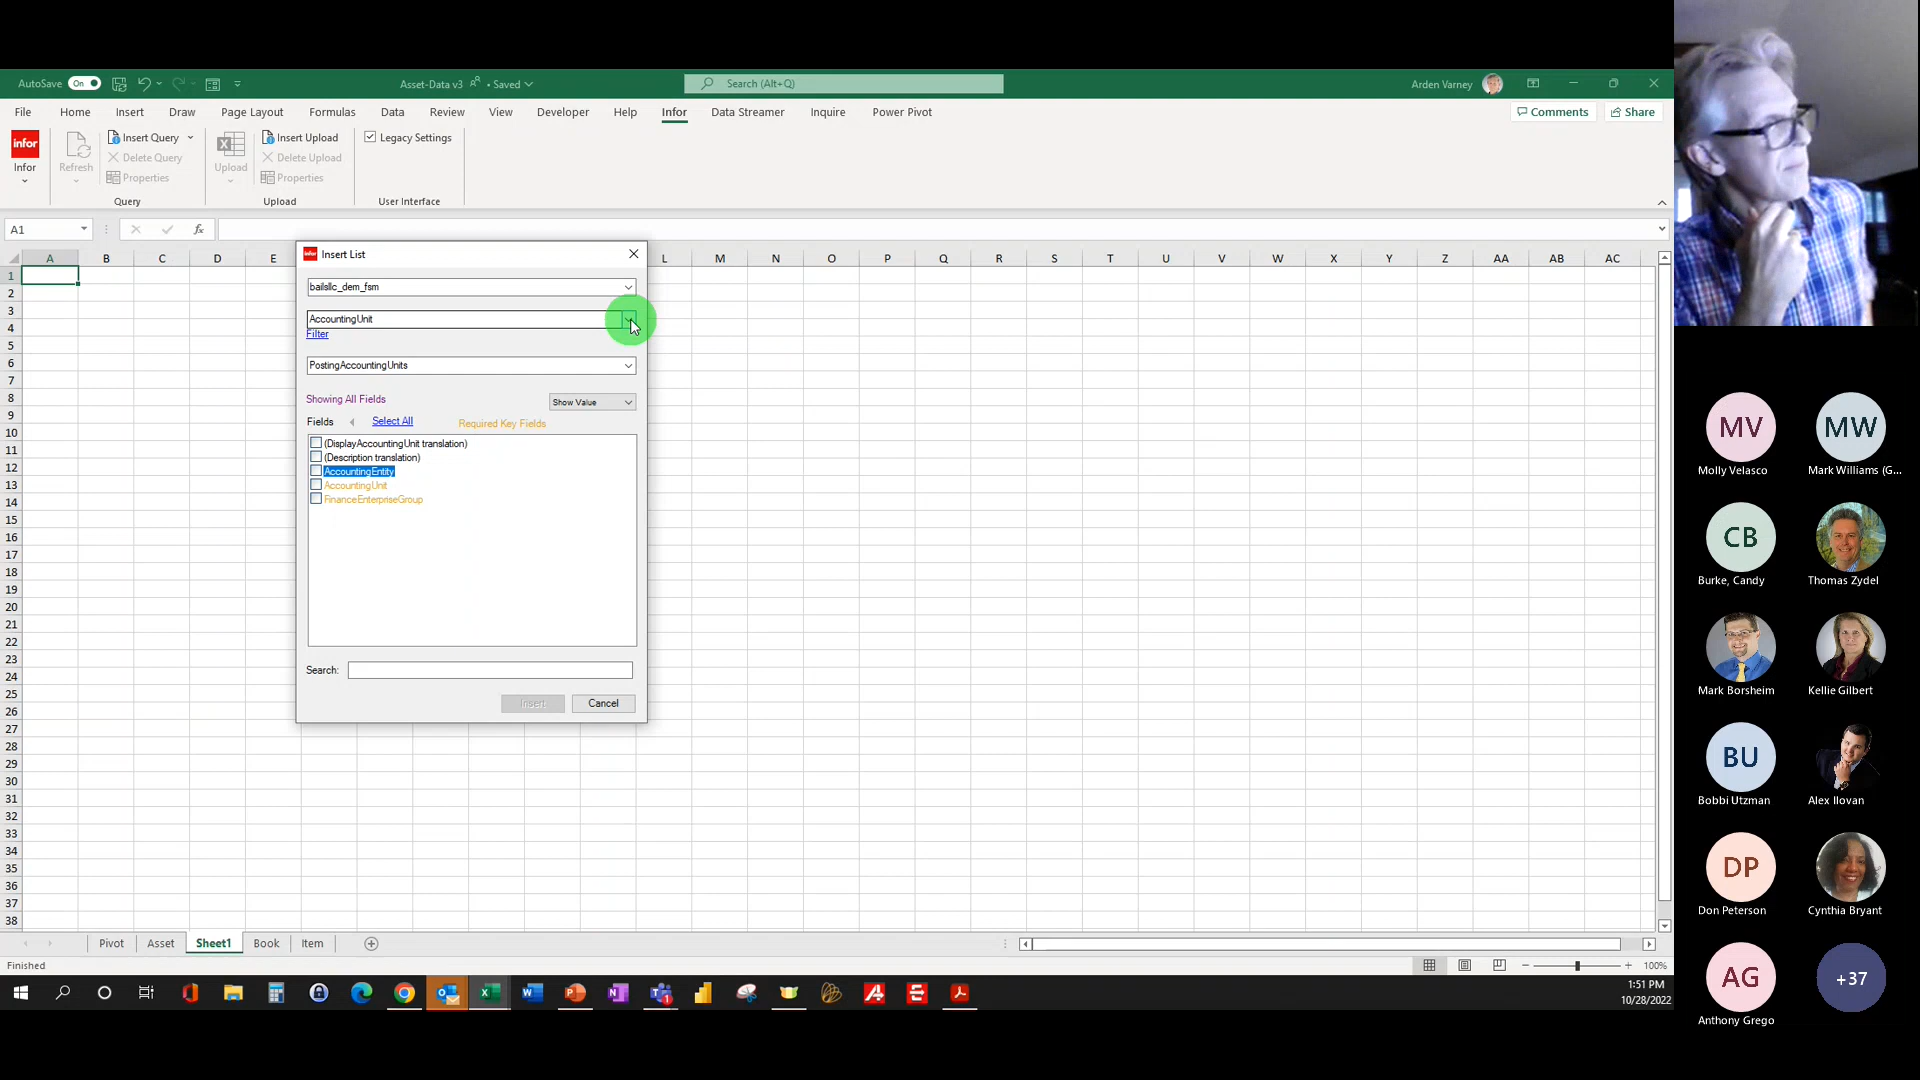 AutoSave On Asset-Data v3 • Saved Search (Alt+Q) Arden Varney
File Home Insert Draw Page Layout Formulas Data Review View Developer Help Infor Data Streamer Inquire Power Pivot Comments Share
infor
Infor
Refresh
Insert Query
Delete Query
Properties
Query
Upload
Insert Upload
Delete Upload
Properties
Upload
Legacy Settings
User Interface
A1 fx
A B C D E L M N O P Q R S T U V W X Y Z AA AB AC
1
2
3
4
5
6
7
8
9
10
11
12
13
14
15
16
17
18
19
20
21
22
23
24
25
26
27
28
29
30
31
32
33
34
35
36
37
38
infor Insert List
bailsllc_dem_fsm
AccountingUnit
Filter
PostingAccountingUnits
Showing All Fields Show Value
Fields Select All Required Key Fields
(DisplayAccountingUnit translation)
(Description translation)
AccountingEntity
AccountingUnit
FinanceEnterpriseGroup
Search:
Insert Cancel
Pivot Asset Sheet1 Book Item
Finished 100%
1:51 PM
10/28/2022
MV MW
Molly Velasco Mark Williams (G...
CB
Burke, Candy Thomas Zydel
Mark Borsheim Kellie Gilbert
BU
Bobbi Utzman Alex Ilovan
DP
Don Peterson Cynthia Bryant
AG +37
Anthony Grego